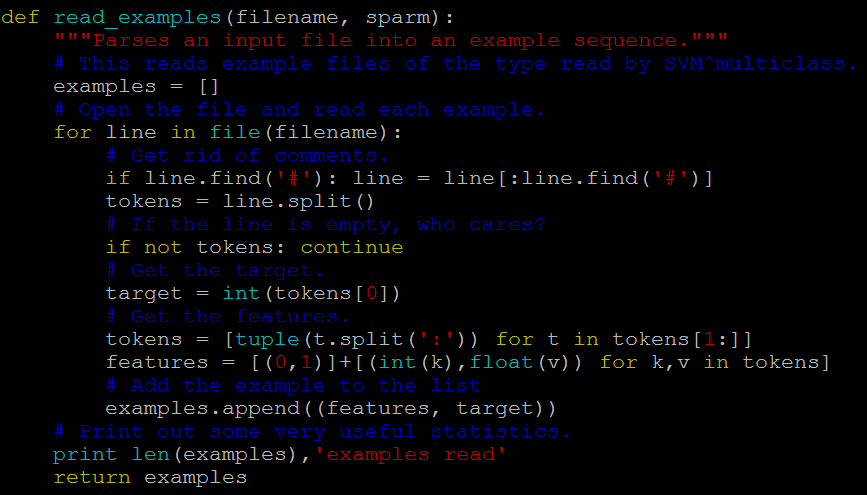 def read_examples(filename, sparm):
    """Parses an input file into an example sequence."""
    # This reads example files of the type read by SVM^multiclass.
    examples = []
    # Open the file and read each example.
    for line in file(filename):
        # Get rid of comments.
        if line.find('#'): line = line[:line.find('#')]
        tokens = line.split()
        # If the line is empty, who cares?
        if not tokens: continue
        # Get the target.
        target = int(tokens[0])
        # Get the features.
        tokens = [tuple(t.split(':')) for t in tokens[1:]]
        features = [(0,1)]+[(int(k),float(v)) for k,v in tokens]
        # Add the example to the list
        examples.append((features, target))
    # Print out some very useful statistics.
    print len(examples),'examples read'
    return examples